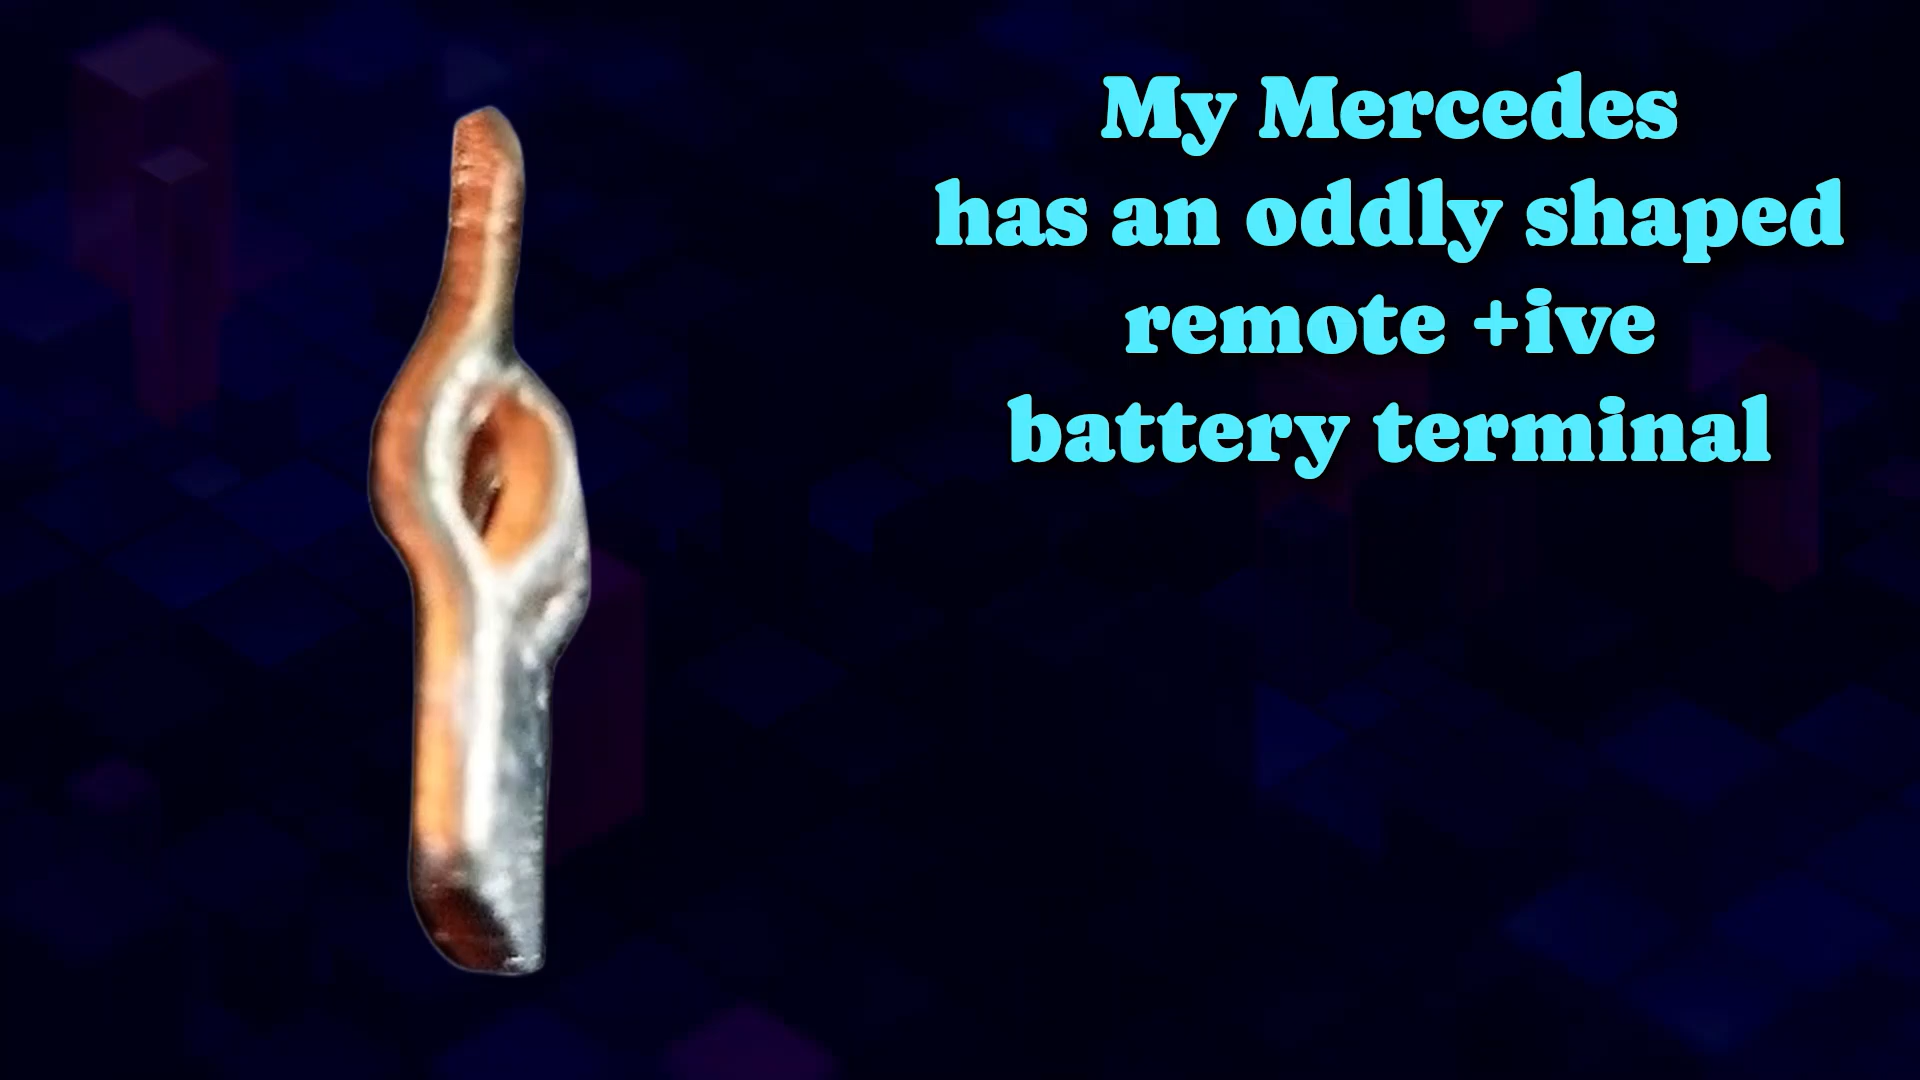 My Mercedes
has an oddly shaped
remote +ive
battery terminal